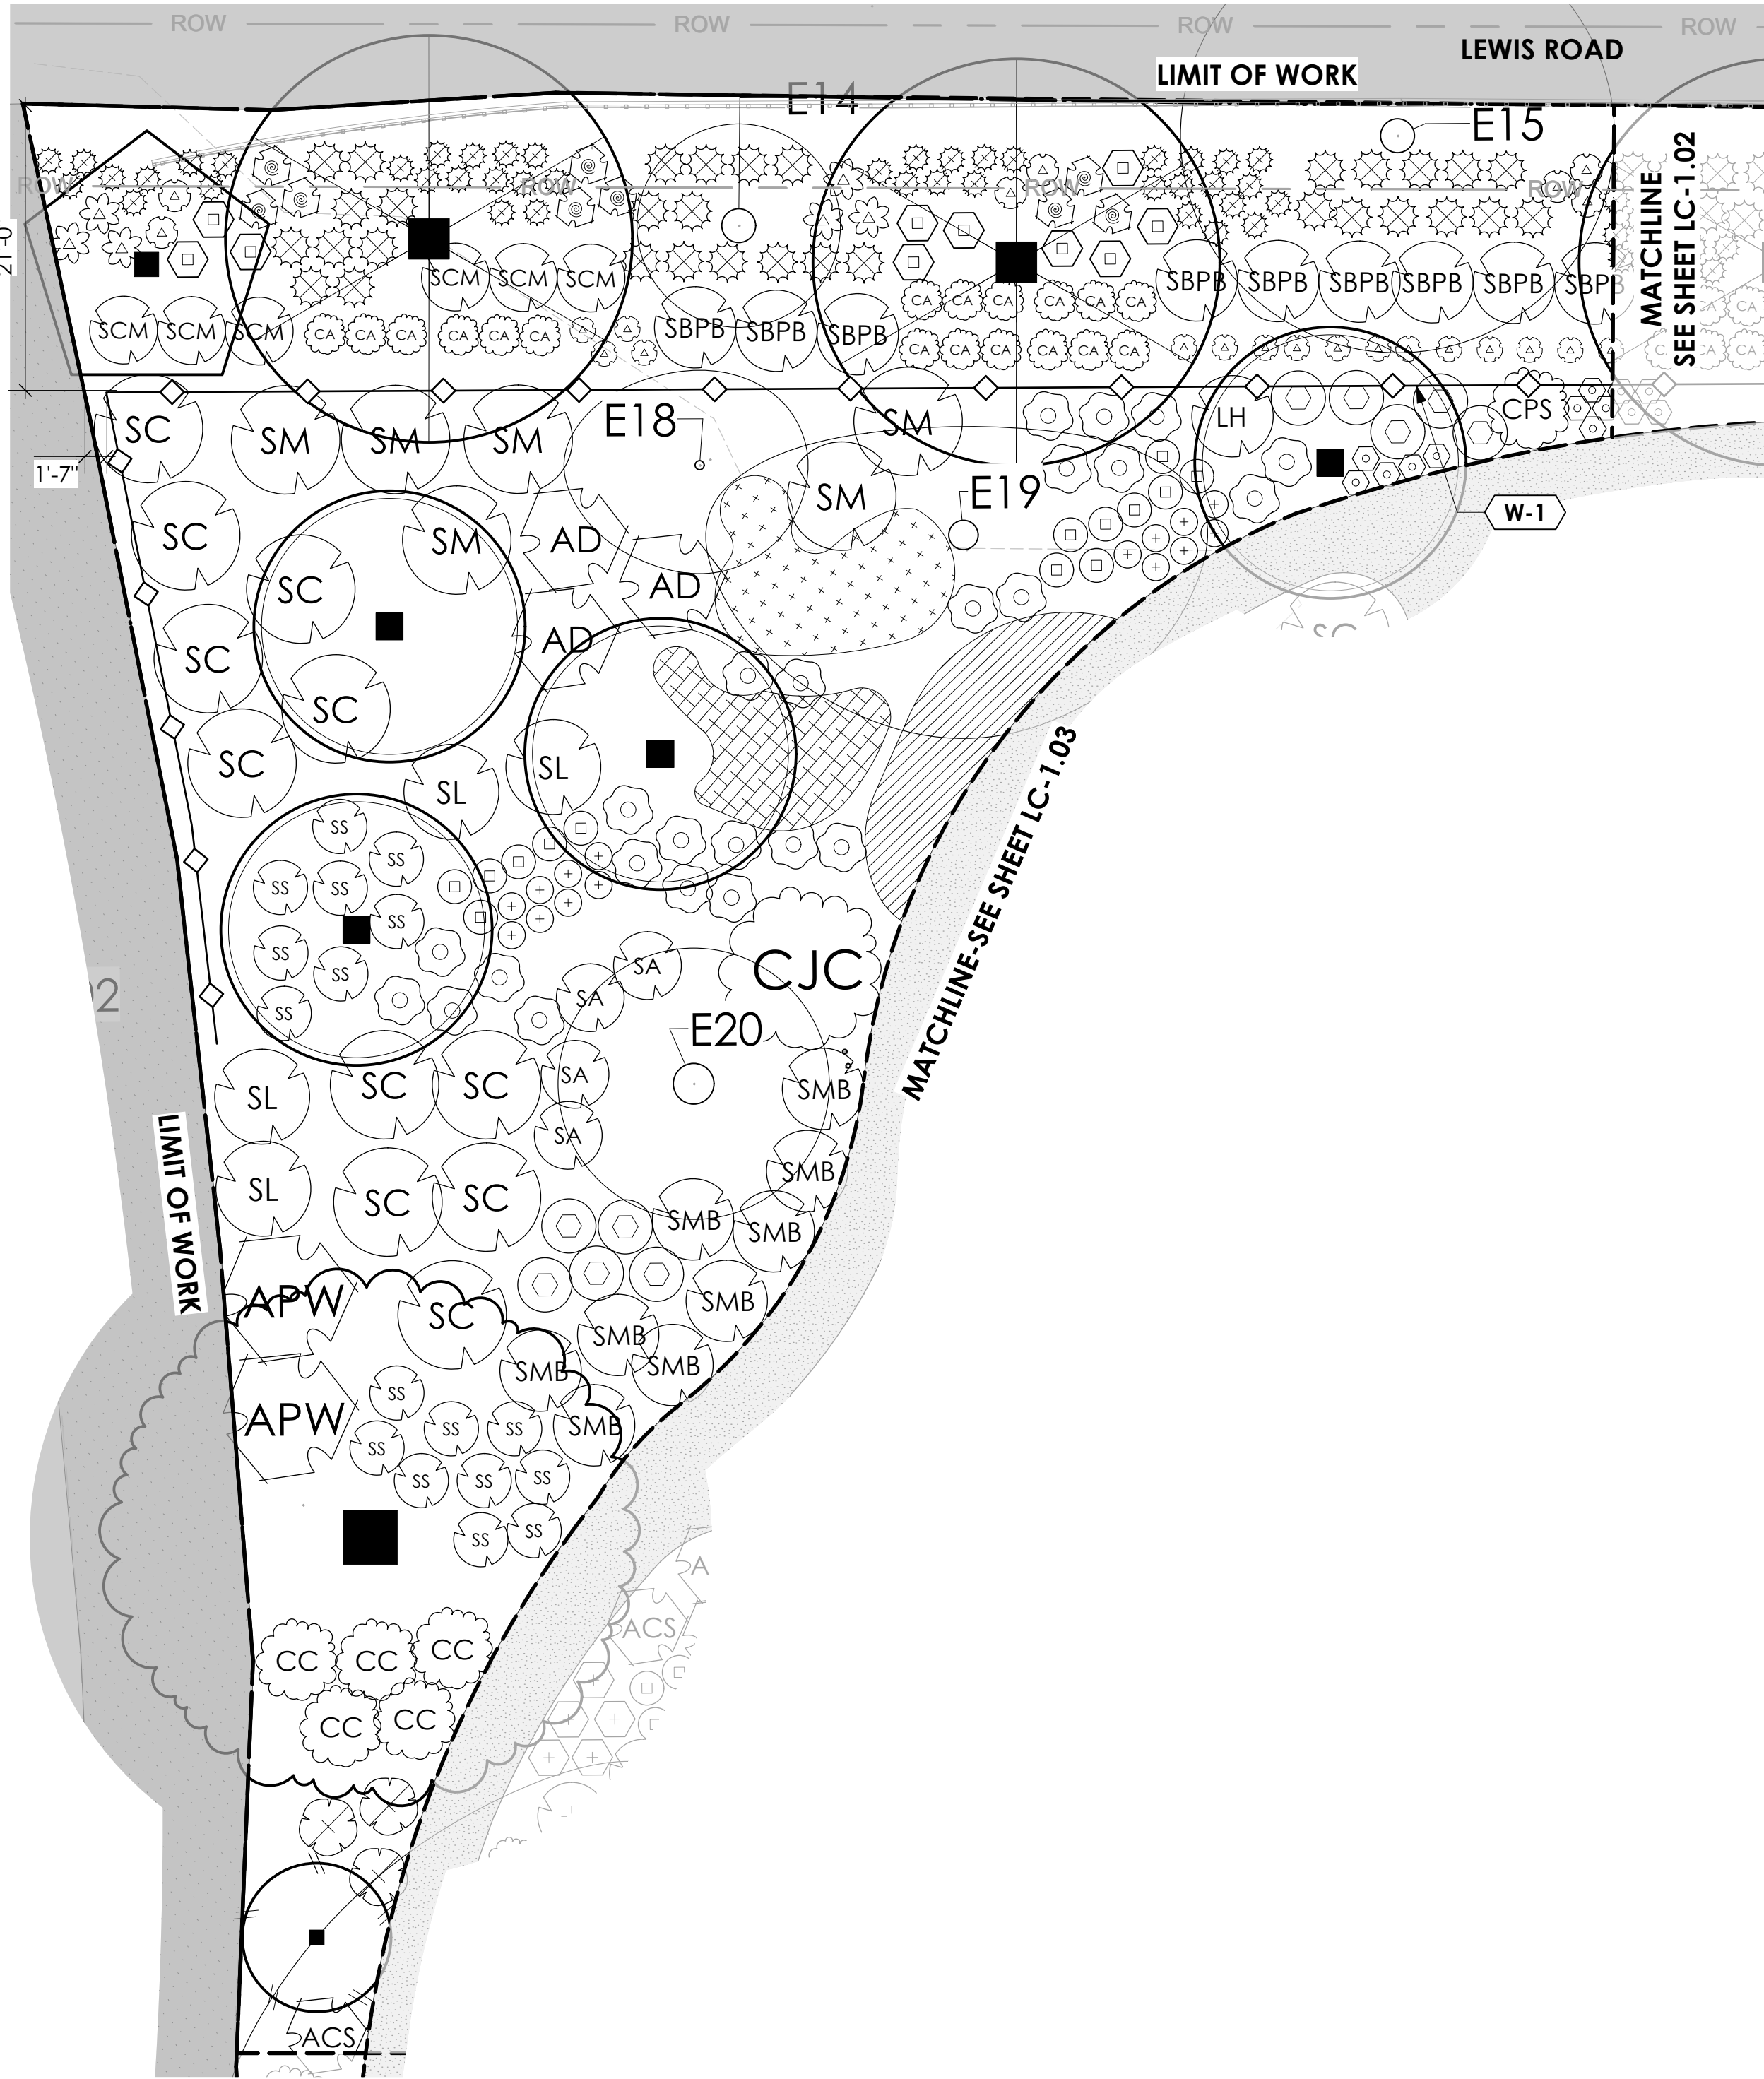 ROW ROW ROW ROW
LEWIS ROAD
LIMIT OF WORK
E14
E15
ROW ROW ROW ROW
MATCHLINE
SEE SHEET LC-1.02
21'-0
SCM SCM SCM
SBPB SBPB SBPB SBPB SBPB SBPB
CA CA CA CA CA CA
SCM SCM SCM
CA CA CA CA CA CA
SBPB SBPB SBPB
CA CA CA CA CA CA
SC SM SM SM
E18
SM
LH
CPS
1'-7"
SM
E19
W-1
SC
SM
AD
SC
AD
SC
AD
SC
SC
SC
SL
SL
MATCHLINE-SEE SHEET LC-1.03
SS
SS
SS SS
SS
SS
SS
SS
CJC
SA
SA
E20
SL
SC SC
SA
SMB
SA
SL
SC SC
SMB
SMB
SMB
LIMIT OF WORK
APW
SC
SMB
SMB
SMB
SMB
SMB
APW
SS
SS SS
SS
SS SS SS
SS SS
ACS
CC CC CC
CC CC
ACS